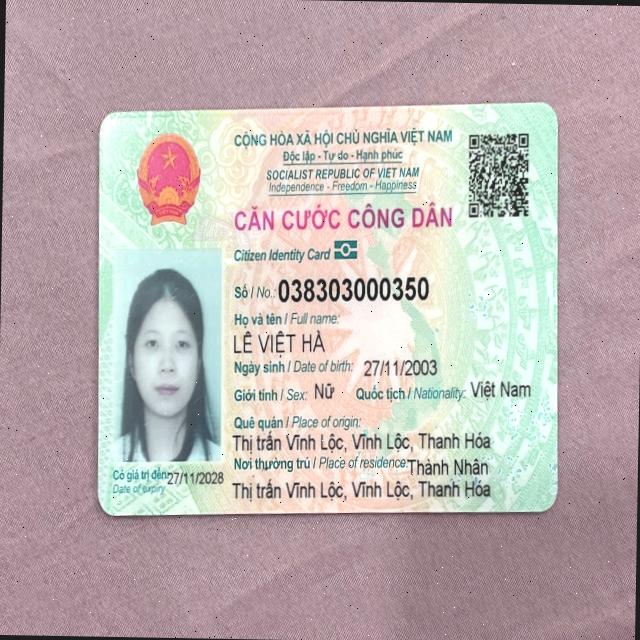 CỘNG HÒA XÃ HỘI CHỦ NGHĨA VIỆT NAM
Độc lập - Tự do - Hạnh phúc
SOCIALIST REPUBLIC OF VIET NAM
Independence - Freedom - Happiness
CĂN CƯỚC CÔNG DÂN
Citizen Identity Card
Số / No.: 038303000350
Họ và tên / Full name:
LÊ VIỆT HÀ
Ngày sinh / Date of birth: 27/11/2003
Giới tính / Sex: Nữ Quốc tịch / Nationality: Việt Nam
Quê quán / Place of origin:
Thị trấn Vĩnh Lộc, Vĩnh Lộc, Thanh Hóa
Nơi thường trú / Place of residence: Thành Nhân
Thị trấn Vĩnh Lộc, Vĩnh Lộc, Thanh Hóa
Có giá trị đến: 27/11/2028
Date of expiry